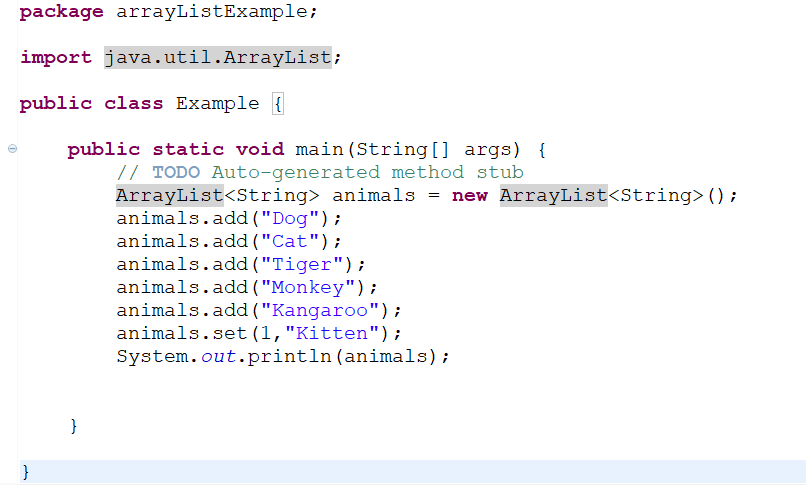 package arrayListExample;
import java.util.ArrayList;
public class Example {
public static void main(String[] args) {
// TODO Auto-generated method stub
ArrayList<String> animals = new ArrayList<String>();
animals.add("Dog");
animals.add("Cat");
animals.add("Tiger");
animals.add("Monkey");
animals.add("Kangaroo");
animals.set(1,"Kitten");
System.out.println(animals);
}
}